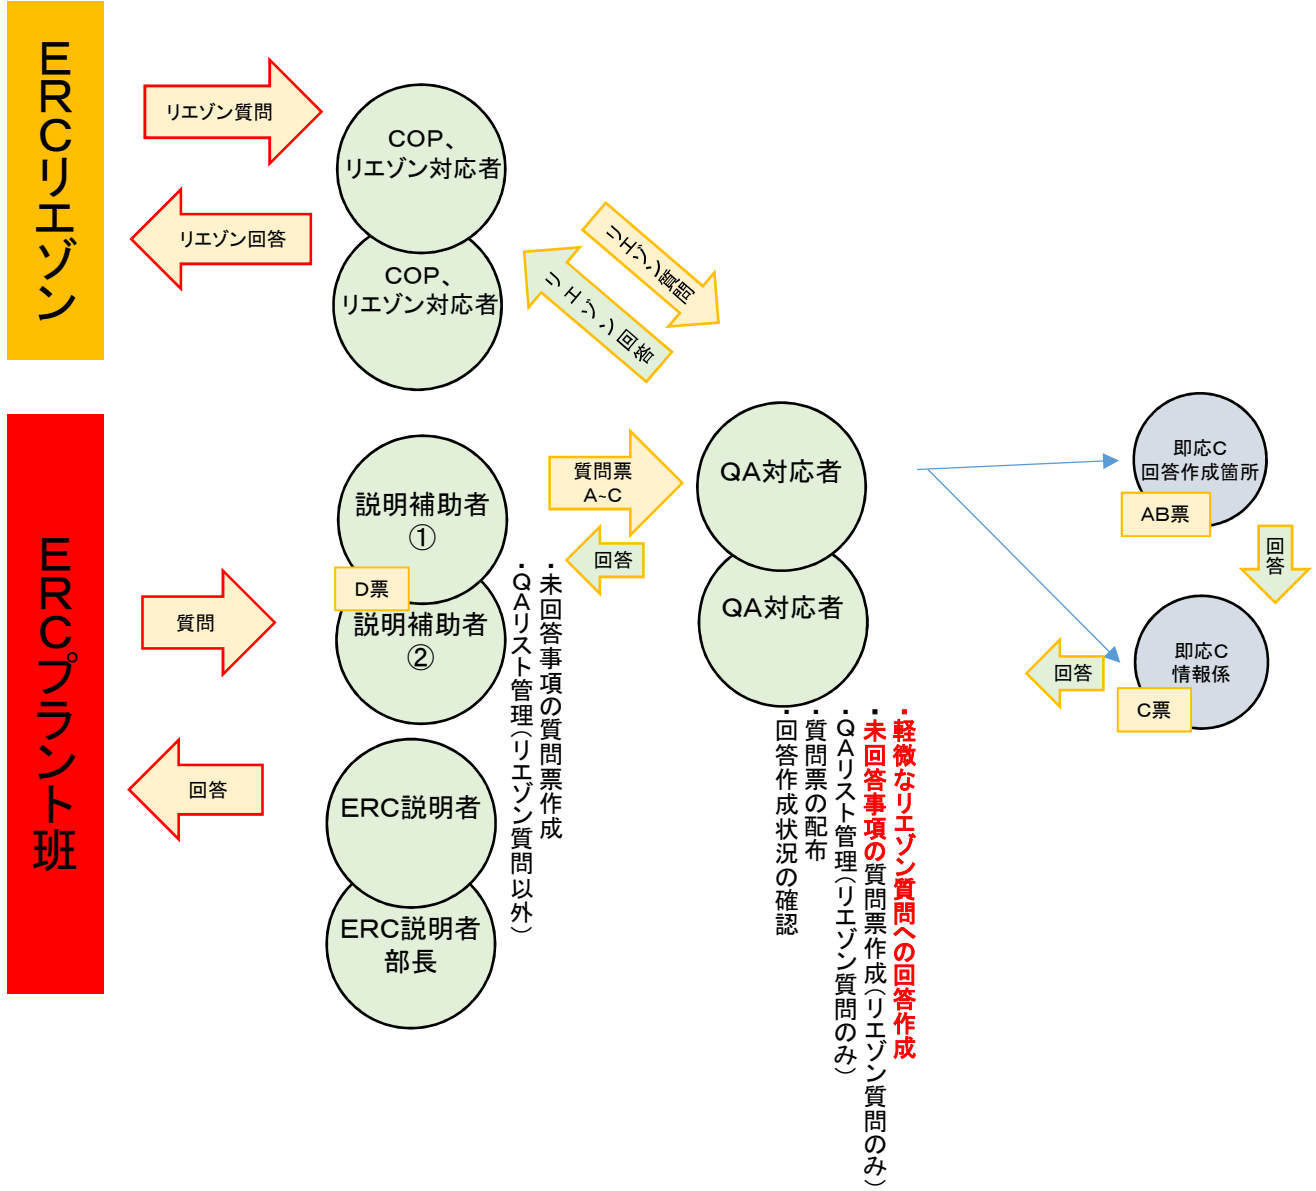 ERCリエゾン
リエゾン質問
リエゾン回答
COP、
リエゾン対応者
COP、
リエゾン対応者
リエゾン質問
リエゾン回答
ERCプラント班
質問
回答
説明補助者
①
D票
説明補助者
②
ERC説明者
ERC説明者
部長
・未回答事項の質問票作成
・QAリスト管理(リエゾン質問以外)
質問票
A~C
回答
QA対応者
QA対応者
・軽微なリエゾン質問への回答作成
・未回答事項の質問票作成(リエゾン質問のみ)
・QAリスト管理(リエゾン質問のみ)
・質問票の配布
・回答作成状況の確認
即応C
回答作成箇所
AB票
回答
即応C
情報係
C票
回答